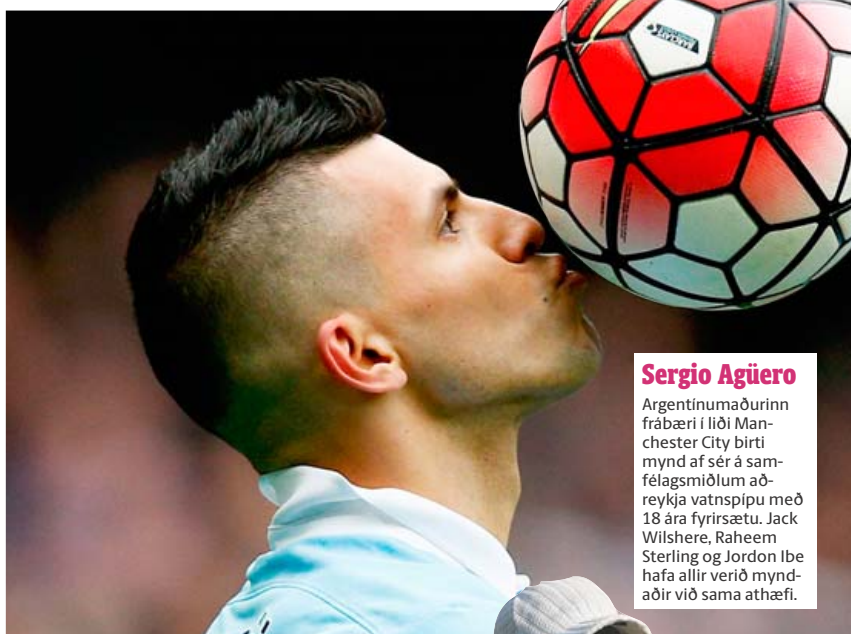 Sergio Agüero
Argentínumaðurinn
frábæri í liði Man-
chester City birti
mynd af sér á sam-
félagsmiðlum að-
reykja vatnspípu með
18 ára fyrirsætu. Jack
Wilshere, Raheem
Sterling og Jordon Ibe
hafa allir verið mynd-
aðir við sama athæfi.